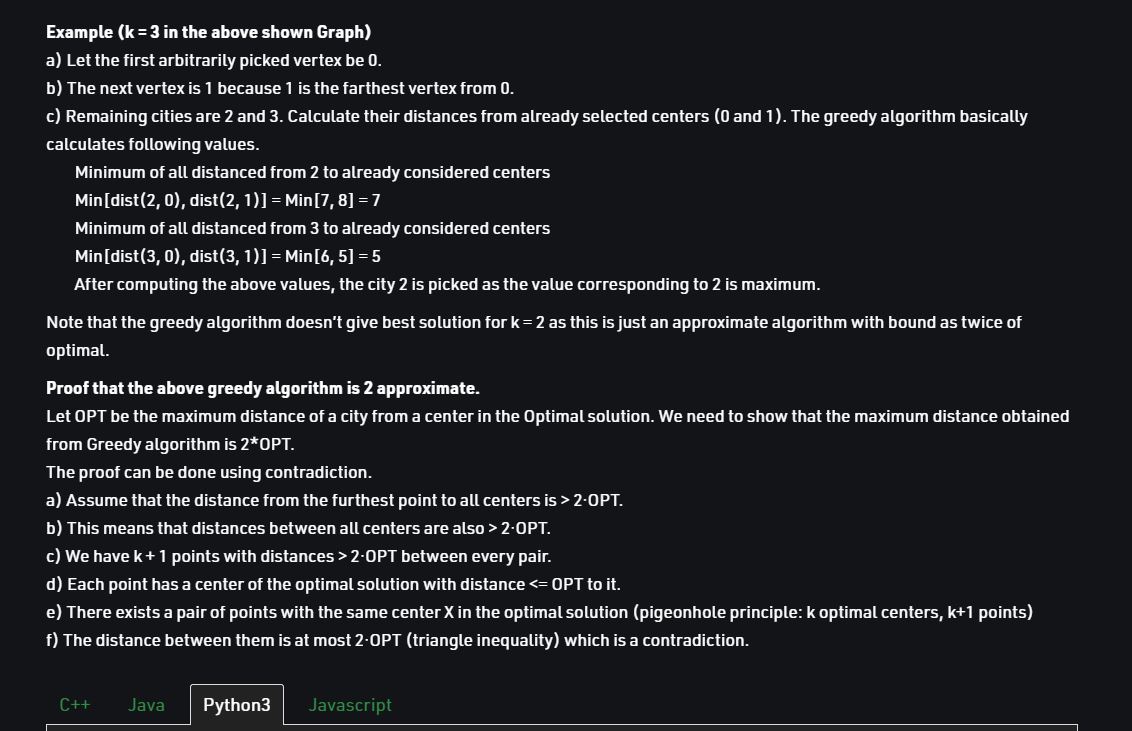 Example (k = 3 in the above shown Graph)
a) Let the first arbitrarily picked vertex be 0.
b) The next vertex is 1 because 1 is the farthest vertex from 0.
c) Remaining cities are 2 and 3. Calculate their distances from already selected centers (0 and 1). The greedy algorithm basically
calculates following values.
Minimum of all distanced from 2 to already considered centers
Min[dist(2, 0), dist(2, 1)] = Min[7, 8] = 7
Minimum of all distanced from 3 to already considered centers
Min[dist(3, 0), dist(3, 1)] = Min[6, 5] = 5
After computing the above values, the city 2 is picked as the value corresponding to 2 is maximum.
Note that the greedy algorithm doesn’t give best solution for k = 2 as this is just an approximate algorithm with bound as twice of
optimal.
Proof that the above greedy algorithm is 2 approximate.
Let OPT be the maximum distance of a city from a center in the Optimal solution. We need to show that the maximum distance obtained
from Greedy algorithm is 2*OPT.
The proof can be done using contradiction.
a) Assume that the distance from the furthest point to all centers is > 2·OPT.
b) This means that distances between all centers are also > 2·OPT.
c) We have k + 1 points with distances > 2·OPT between every pair.
d) Each point has a center of the optimal solution with distance <= OPT to it.
e) There exists a pair of points with the same center X in the optimal solution (pigeonhole principle: k optimal centers, k+1 points)
f) The distance between them is at most 2·OPT (triangle inequality) which is a contradiction.
C++ Java Python3 Javascript